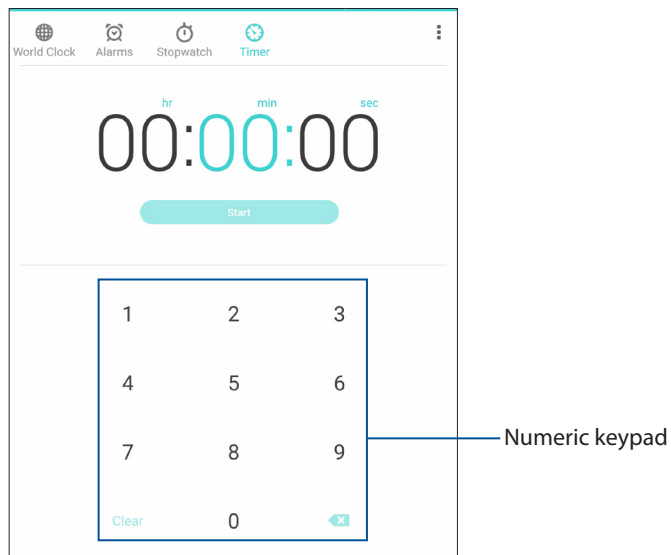 World Clock Alarms Stopwatch Timer
hr min sec
00:00:00
Start
1 2 3
4 5 6
7 8 9
Numeric keypad
Clear 0